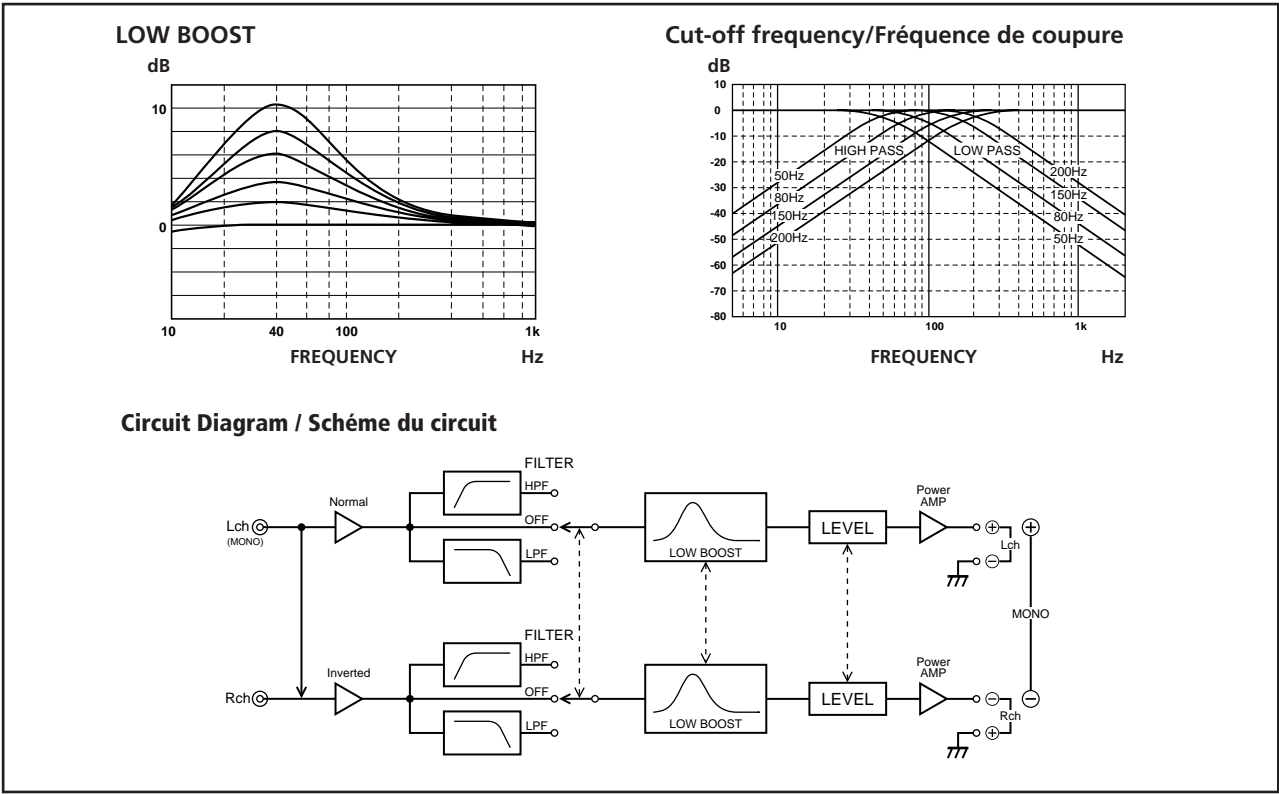 LOW BOOST
dB
10
0
10 40 100 1k
FREQUENCY Hz
Cut-off frequency/Fréquence de coupure
dB
10
0
-10
-20
-30
-40
-50
-60
-70
-80
HIGH PASS LOW PASS
50Hz
80Hz
150Hz
200Hz
200Hz
150Hz
80Hz
50Hz
10 100 1k
FREQUENCY Hz
Circuit Diagram / Schéme du circuit
Lch
(MONO)
Normal
FILTER
HPF
OFF
LPF
LOW BOOST
LEVEL
Power
AMP
+
−
Lch
+
MONO
−
Rch
Inverted
FILTER
HPF
OFF
LPF
LOW BOOST
LEVEL
Power
AMP
−
+
Rch